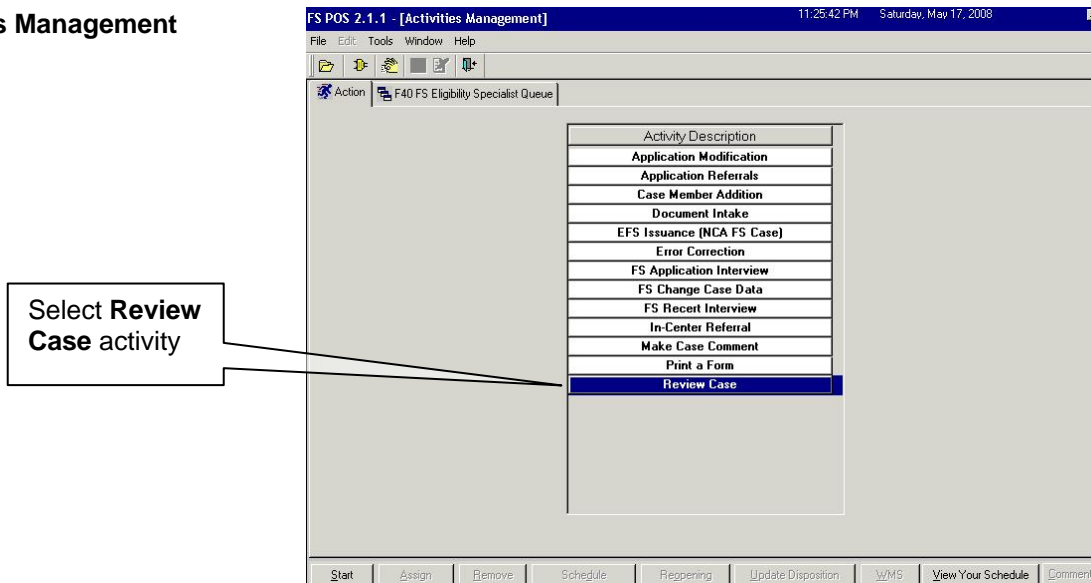 s Management
FS POS 2.1.1 - [Activities Management] 11:25:42 PM Saturday, May 17, 2008
File Edit Tools Window Help
Action F40 FS Eligibility Specialist Queue
Activity Description
Application Modification
Application Referrals
Case Member Addition
Document Intake
EFS Issuance (NCA FS Case)
Error Correction
FS Application Interview
FS Change Case Data
FS Recert Interview
In-Center Referral
Make Case Comment
Print a Form
Review Case
Select Review
Case activity
Start Assign Remove Schedule Reopening Update Disposition WMS View Your Schedule Commen